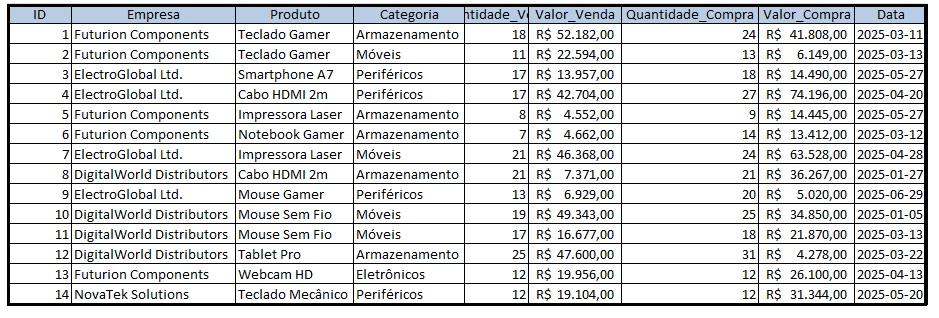 ID Empresa Produto Categoria ntidade_Ve Valor_Venda Quantidade_Compra Valor_Compra Data
1 Futurion Components Teclado Gamer Armazenamento 18 R$ 52.182,00 24 R$ 41.808,00 2025-03-11
2 Futurion Components Teclado Gamer Móveis 11 R$ 22.594,00 13 R$ 6.149,00 2025-03-13
3 ElectroGlobal Ltd. Smartphone A7 Periféricos 17 R$ 13.957,00 18 R$ 14.490,00 2025-05-27
4 ElectroGlobal Ltd. Cabo HDMI 2m Periféricos 17 R$ 42.704,00 27 R$ 74.196,00 2025-04-20
5 Futurion Components Impressora Laser Armazenamento 8 R$ 4.552,00 9 R$ 14.445,00 2025-05-27
6 Futurion Components Notebook Gamer Armazenamento 7 R$ 4.662,00 14 R$ 13.412,00 2025-03-12
7 ElectroGlobal Ltd. Impressora Laser Móveis 21 R$ 46.368,00 24 R$ 63.528,00 2025-04-28
8 DigitalWorld Distributors Cabo HDMI 2m Armazenamento 21 R$ 7.371,00 21 R$ 36.267,00 2025-01-27
9 ElectroGlobal Ltd. Mouse Gamer Periféricos 13 R$ 6.929,00 20 R$ 5.020,00 2025-06-29
10 DigitalWorld Distributors Mouse Sem Fio Móveis 19 R$ 49.343,00 25 R$ 34.850,00 2025-01-05
11 DigitalWorld Distributors Mouse Sem Fio Móveis 17 R$ 16.677,00 18 R$ 21.870,00 2025-03-13
12 DigitalWorld Distributors Tablet Pro Armazenamento 25 R$ 47.600,00 31 R$ 4.278,00 2025-03-22
13 Futurion Components Webcam HD Eletrônicos 12 R$ 19.956,00 12 R$ 26.100,00 2025-04-13
14 NovaTek Solutions Teclado Mecânico Periféricos 12 R$ 19.104,00 12 R$ 31.344,00 2025-05-20